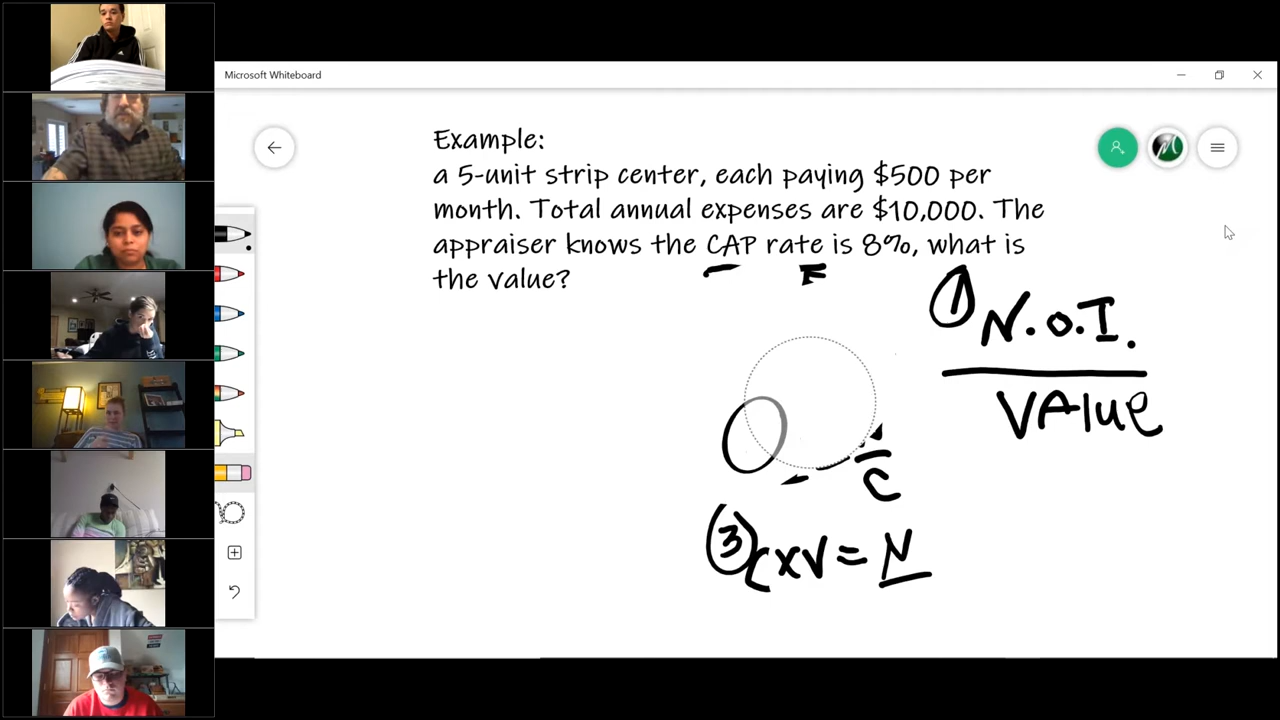 Microsoft Whiteboard
Example:
a 5-unit strip center, each paying $500 per
month. Total annual expenses are $10,000. The
appraiser knows the CAP rate is 8%, what is
the value?
① N.O.I.
VAlue
C
③ C x V = N